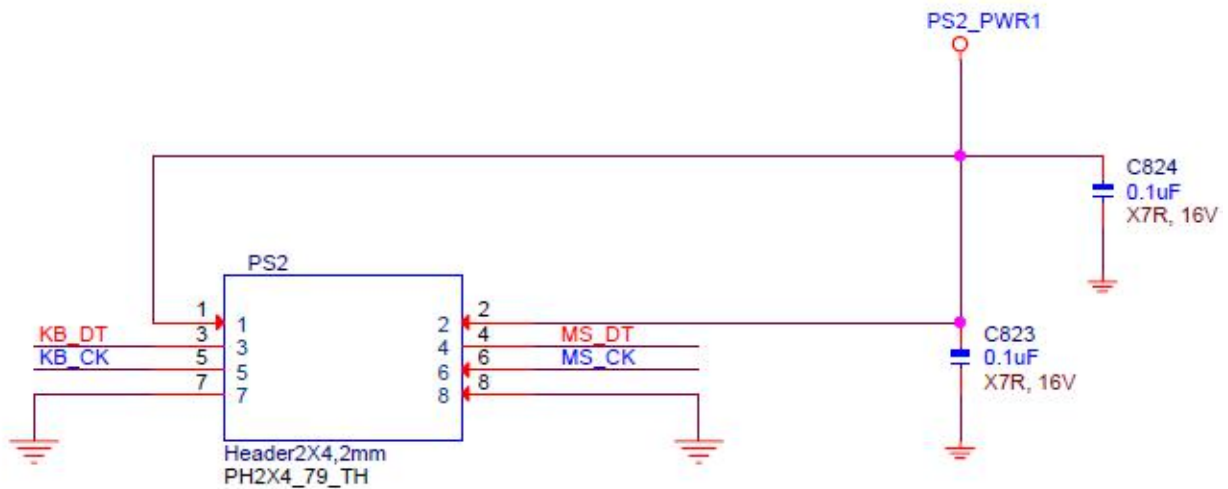 PS2_PWR1
C824
0.1uF
X7R, 16V
PS2
1 1 2 2
KB_DT 3 3 4 4 MS_DT
KB_CK 5 5 6 6 MS_CK
7 7 8 8
C823
0.1uF
X7R, 16V
Header2X4,2mm
PH2X4_79_TH